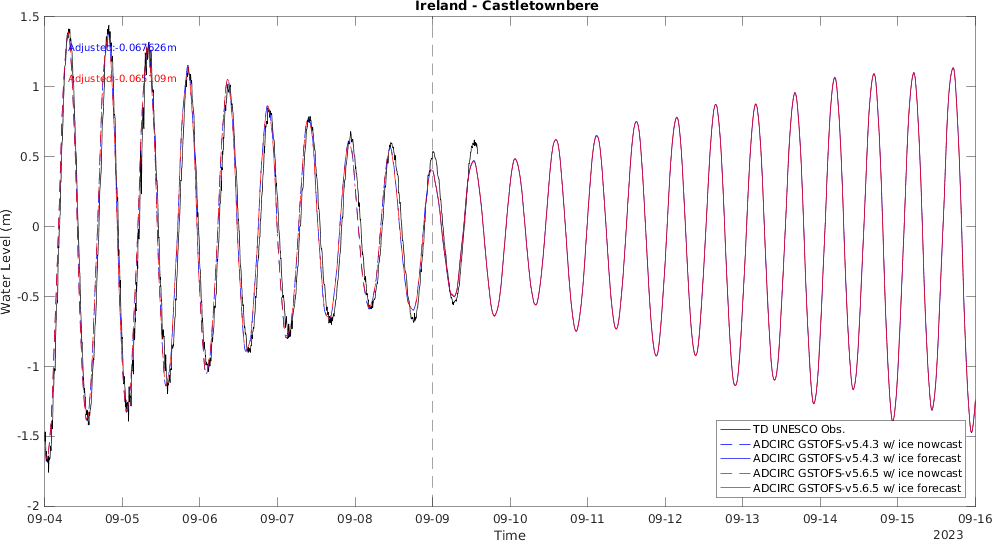 Ireland - Castletownbere
1.5
1
0.5
0
-0.5
-1
-1.5
-2
Water Level (m)
Adjusted:-0.067626m
Adjusted:-0.065109m
TD UNESCO Obs.
ADCIRC GSTOFS-v5.4.3 w/ ice nowcast
ADCIRC GSTOFS-v5.4.3 w/ ice forecast
ADCIRC GSTOFS-v5.6.5 w/ ice nowcast
ADCIRC GSTOFS-v5.6.5 w/ ice forecast
09-04 09-05 09-06 09-07 09-08 09-09 09-10 09-11 09-12 09-13 09-14 09-15 09-16
Time
2023